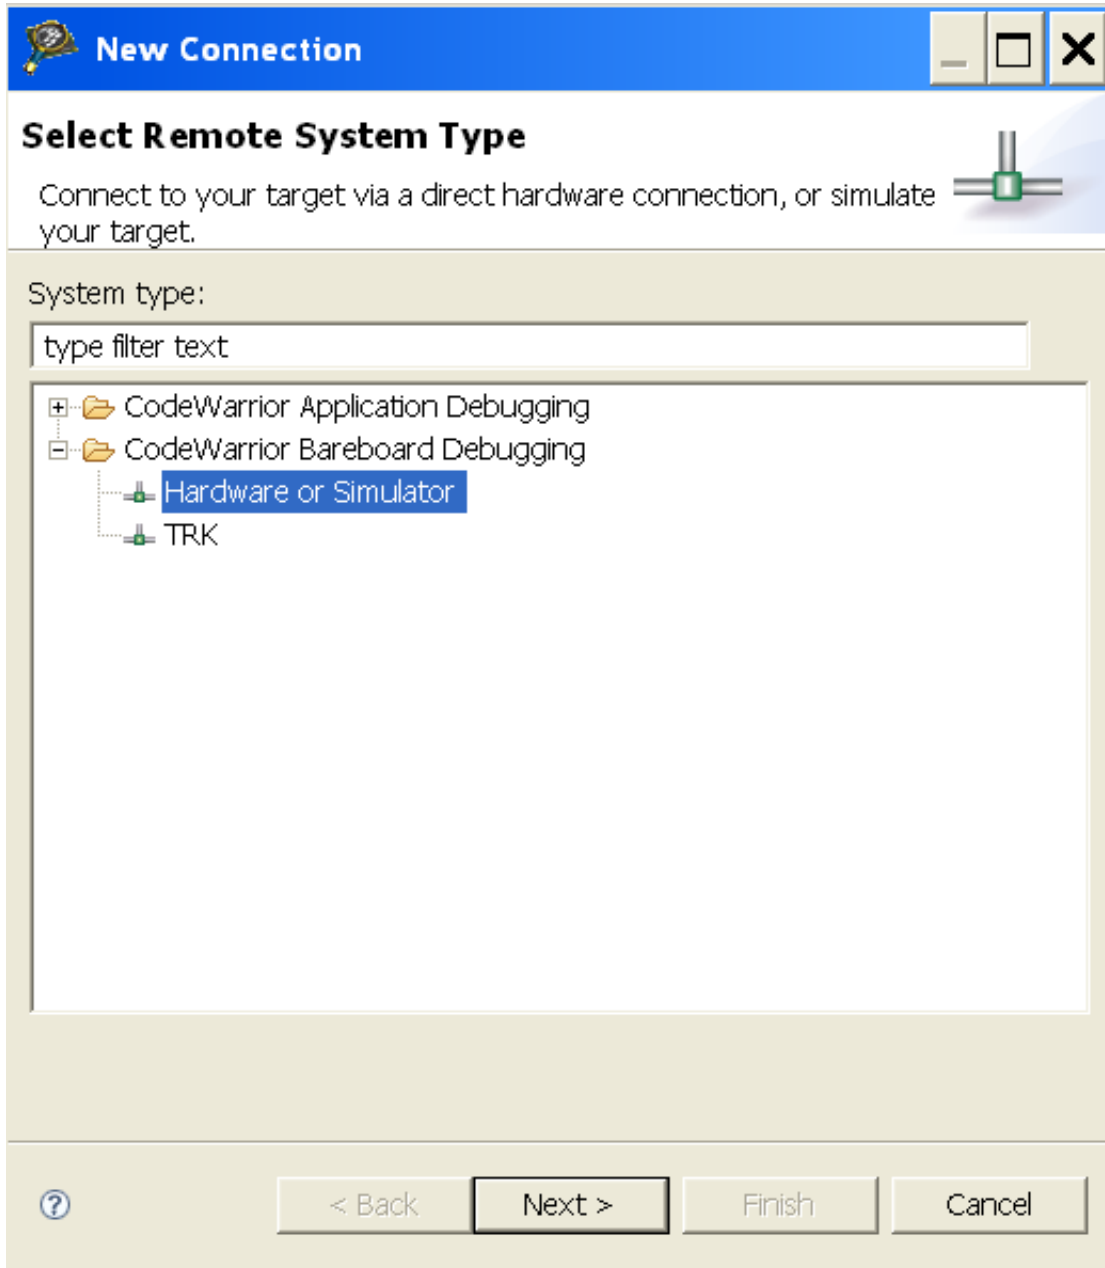 New Connection
Select Remote System Type
Connect to your target via a direct hardware connection, or simulate
your target.
System type:
type filter text
CodeWarrior Application Debugging
CodeWarrior Bareboard Debugging
Hardware or Simulator
TRK
< Back Next > Finish Cancel